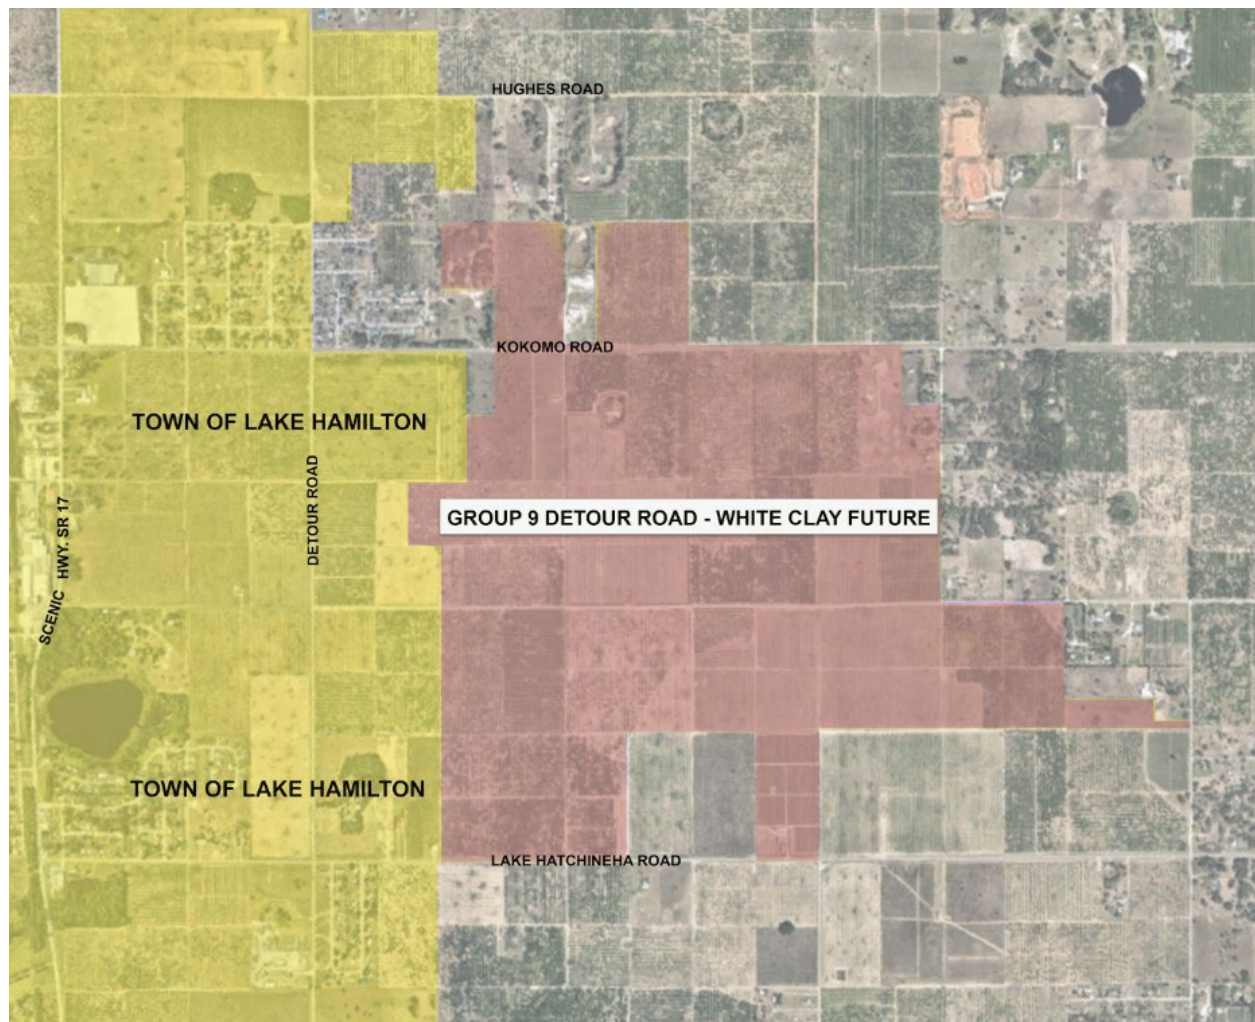 HUGHES ROAD
KOKOMO ROAD
TOWN OF LAKE HAMILTON
DETOUR ROAD
SCENIC HWY. SR 17
GROUP 9 DETOUR ROAD - WHITE CLAY FUTURE
TOWN OF LAKE HAMILTON
LAKE HATCHINEHA ROAD